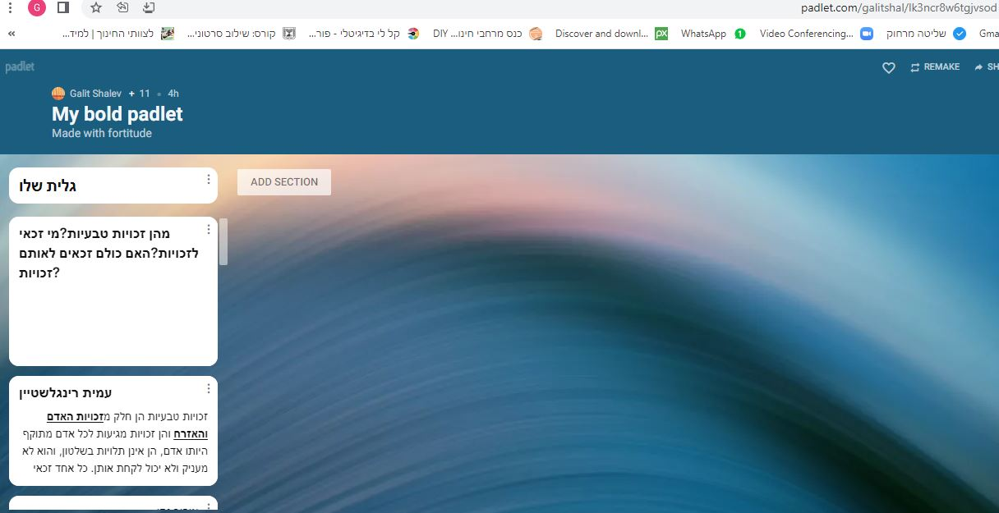 padlet.com/galitshal/lk3ncr8w6tgjvsod
G
«
לצוותי החינוך | למיד...
קורס: שילוב סרטוני...
קל לי בדיגיטלי - פור...
כנס מרחבי חינו... DIY
Discover and downl...
px
WhatsApp
1
Video Conferencing...
שליטה מרחוק
Gma
padlet
REMAKE
SH
Galit Shalev + 11 • 4h
My bold padlet
Made with fortitude
גלית שלו
ADD SECTION
מהן זכויות טבעיות?מי זכאי
לזכויות?האם כולם זכאים לאותם
זכויות?
עמית רינגלשטיין
זכויות טבעיות הן חלק מזכויות האדם
והאזרח והן זכויות מגיעות לכל אדם מתוקף
היותו אדם, הן אינן תלויות בשלטון, והוא לא
מעניק ולא יכול לקחת אותן. כל אחד זכאי